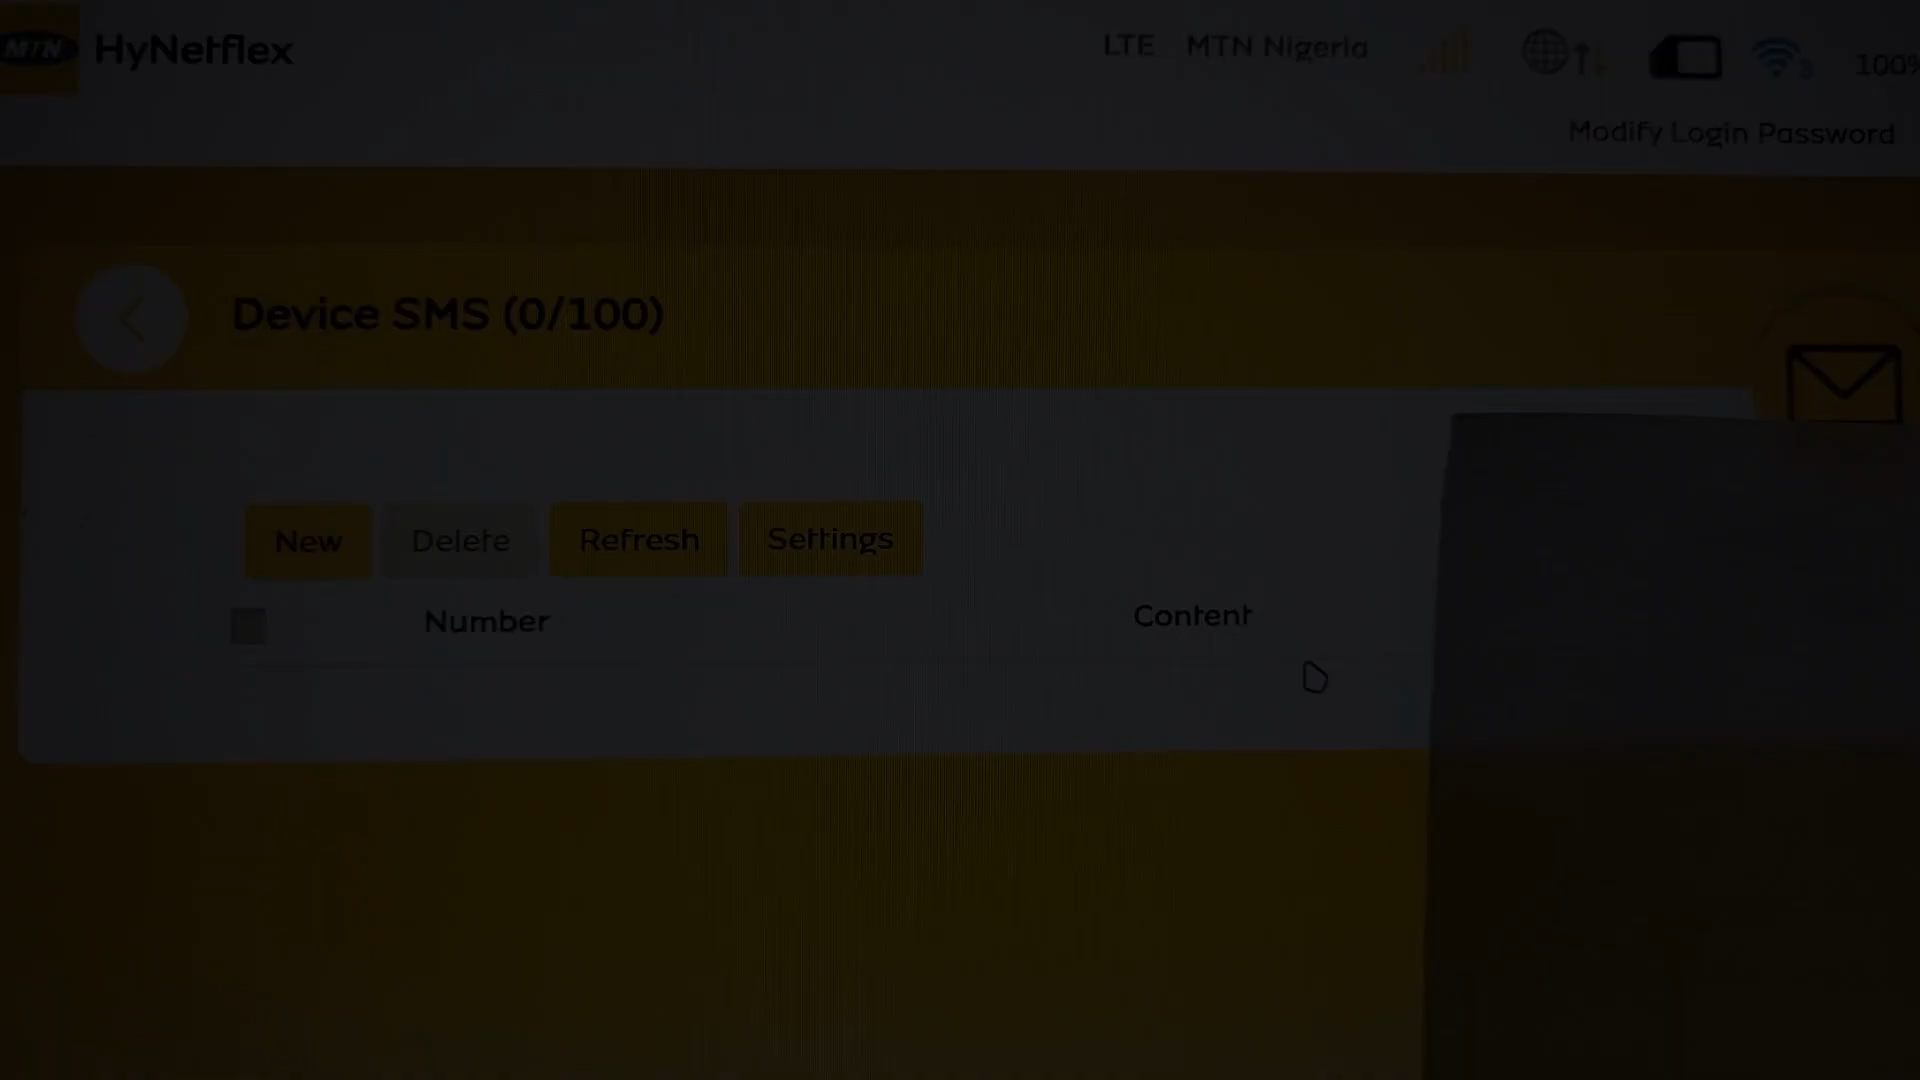 MTN HyNetflex
LTE MTN Nigeria
3
100%
Modify Login Password
Device SMS (0/100)
New Delete Refresh Settings
Number Content